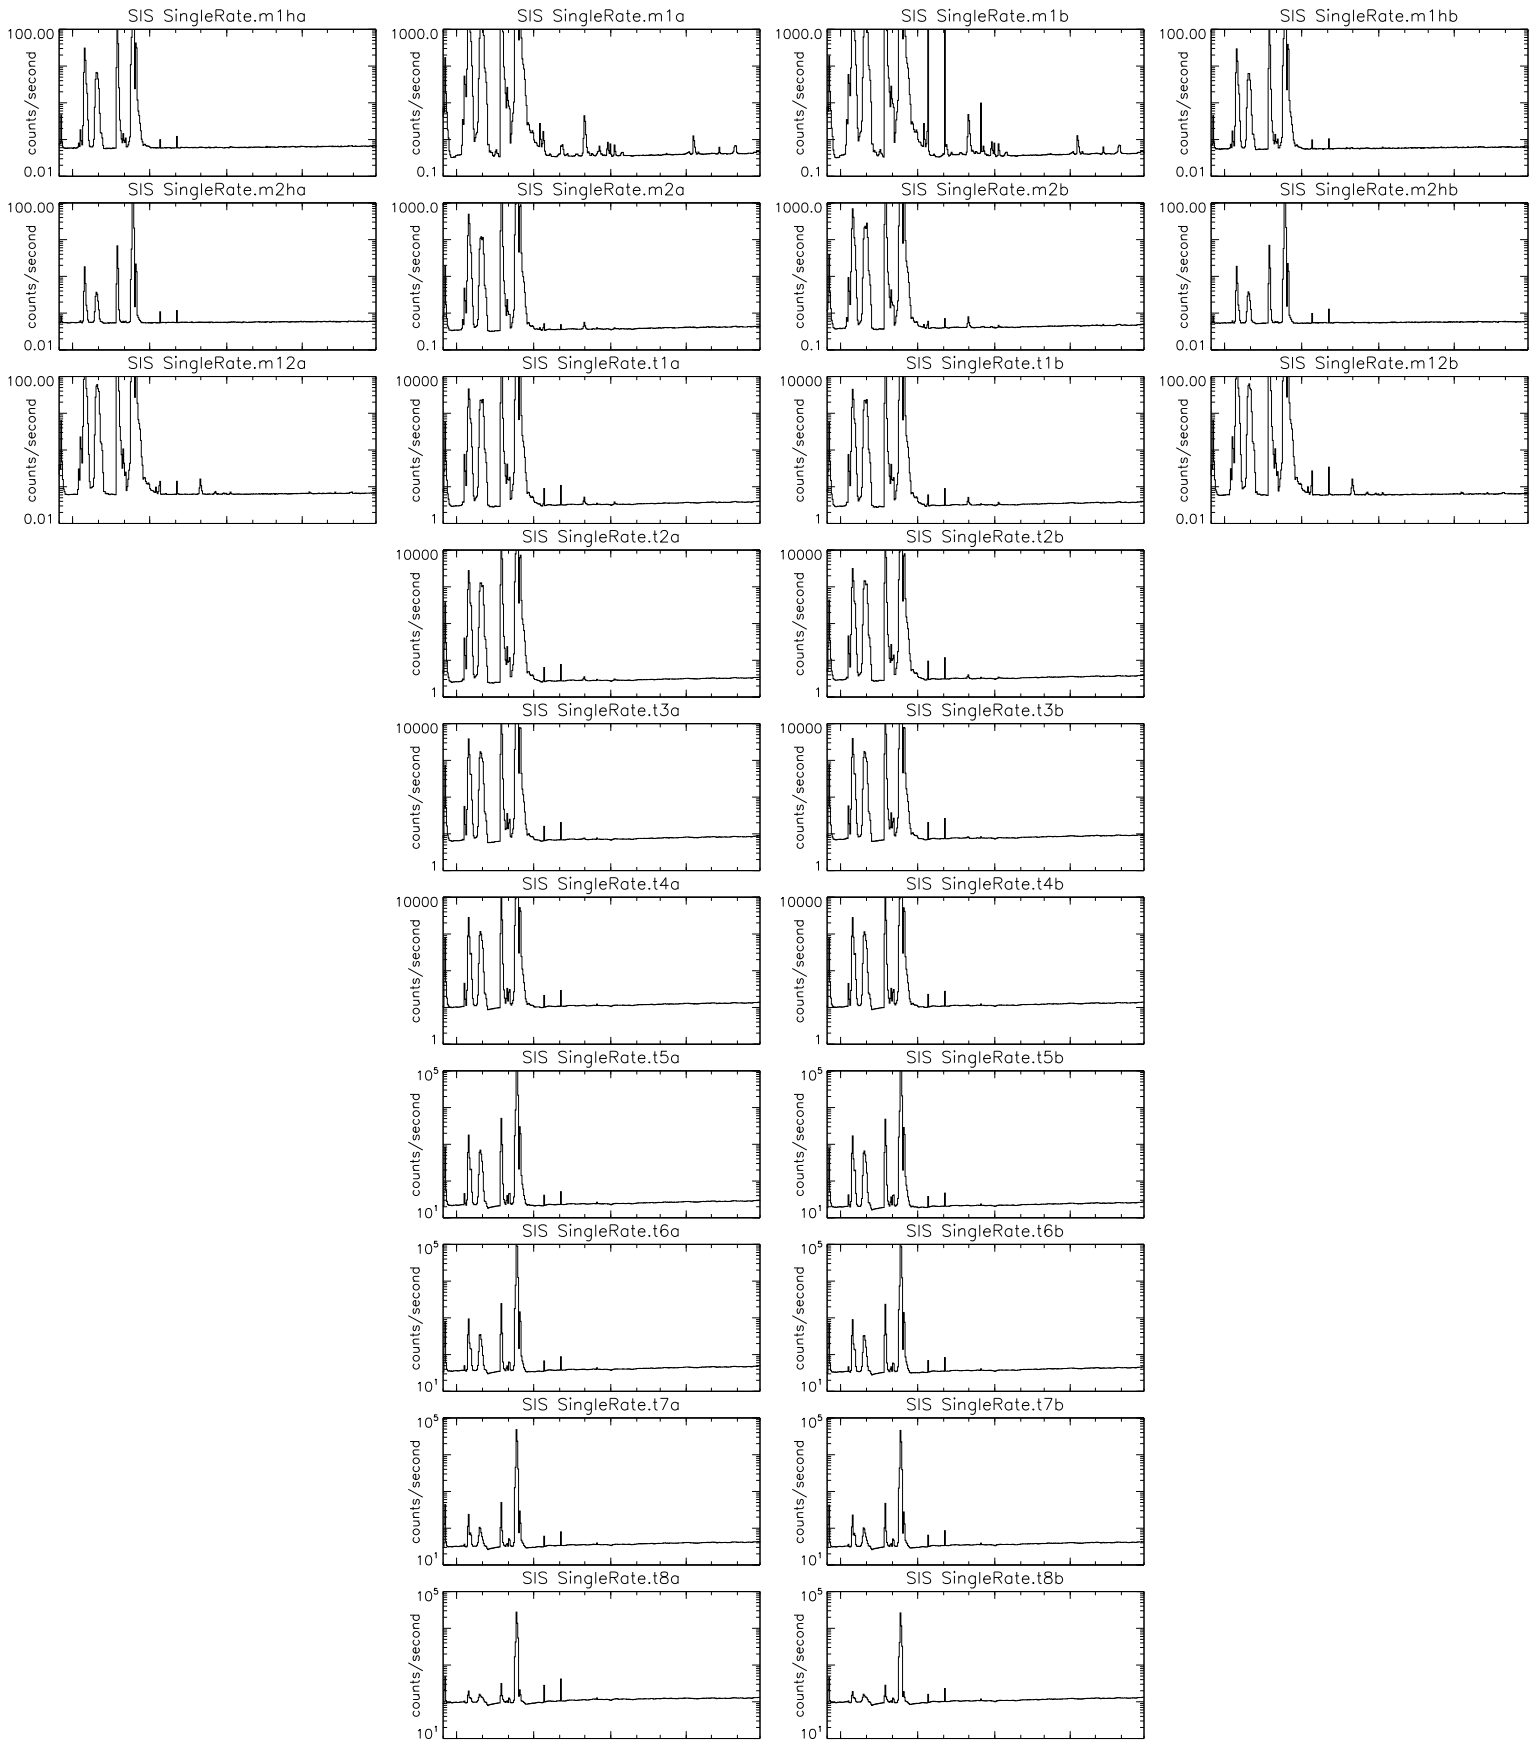 SIS SingleRate.m1ha
SIS SingleRate.m1a
SIS SingleRate.m1b
SIS SingleRate.m1hb
100.00
counts/second
0.01
1000.0
counts/second
0.1
1000.0
counts/second
0.1
100.00
counts/second
0.01
SIS SingleRate.m2ha
SIS SingleRate.m2a
SIS SingleRate.m2b
SIS SingleRate.m2hb
100.00
counts/second
0.01
1000.0
counts/second
0.1
1000.0
counts/second
0.1
100.00
counts/second
0.01
SIS SingleRate.m12a
SIS SingleRate.t1a
SIS SingleRate.t1b
SIS SingleRate.m12b
100.00
counts/second
0.01
10000
counts/second
1
10000
counts/second
1
100.00
counts/second
0.01
SIS SingleRate.t2a
SIS SingleRate.t2b
10000
counts/second
1
10000
counts/second
1
SIS SingleRate.t3a
SIS SingleRate.t3b
10000
counts/second
1
10000
counts/second
1
SIS SingleRate.t4a
SIS SingleRate.t4b
10000
counts/second
1
10000
counts/second
1
SIS SingleRate.t5a
SIS SingleRate.t5b
10⁵
counts/second
10¹
10⁵
counts/second
10¹
SIS SingleRate.t6a
SIS SingleRate.t6b
10⁵
counts/second
10¹
10⁵
counts/second
10¹
SIS SingleRate.t7a
SIS SingleRate.t7b
10⁵
counts/second
10¹
10⁵
counts/second
10¹
SIS SingleRate.t8a
SIS SingleRate.t8b
10⁵
counts/second
10¹
10⁵
counts/second
10¹